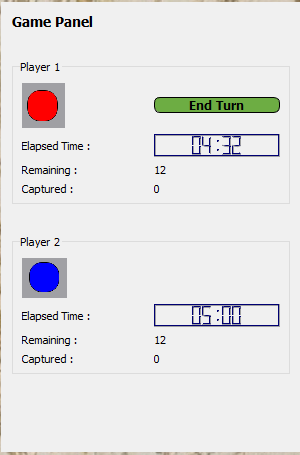 Game Panel
Player 1
End Turn
Elapsed Time : 04:32
Remaining : 12
Captured : 0
Player 2
Elapsed Time : 05:00
Remaining : 12
Captured : 0